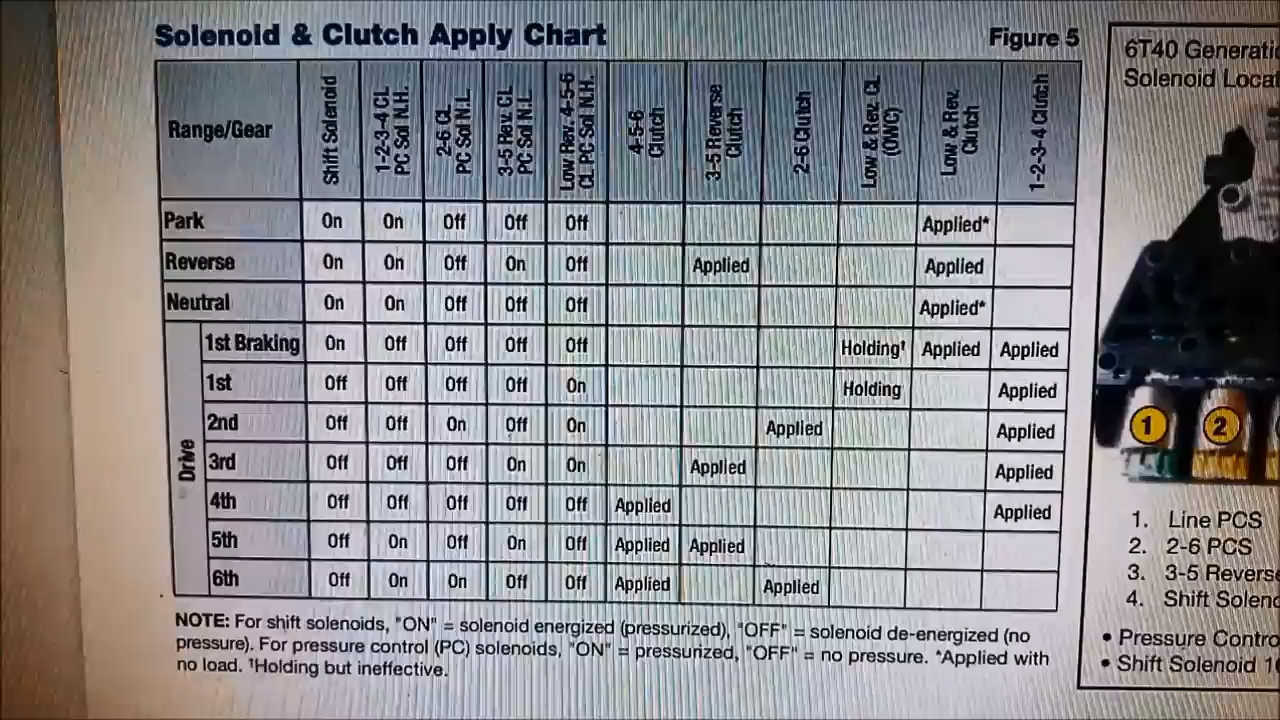 Solenoid & Clutch Apply Chart
Figure 5
Range/Gear
Shift Solenoid
1-2-3-4 CL
PC Sol N.H.
2-6 CL
PC Sol N.L.
3-5 Rev. CL
PC Sol N.L.
Low Rev. 4-5-6
CL PC Sol N.H.
4-5-6
Clutch
3-5 Reverse
Clutch
2-6 Clutch
Low & Rev. CL
(OWC)
Low & Rev.
Clutch
1-2-3-4 Clutch
Park On On Off Off Off Applied*
Reverse On On Off On Off Applied Applied
Neutral On On Off Off Off Applied*
Drive
1st Braking On Off Off Off Off Holding† Applied Applied
1st Off Off Off Off On Holding Applied
2nd Off Off On Off On Applied Applied
3rd Off Off Off On On Applied Applied
4th Off Off Off Off Off Applied Applied
5th Off On Off On Off Applied Applied
6th Off On On Off Off Applied Applied
NOTE: For shift solenoids, "ON" = solenoid energized (pressurized), "OFF" = solenoid de-energized (no
pressure). For pressure control (PC) solenoids, "ON" = pressurized, "OFF" = no pressure. *Applied with
no load. †Holding but ineffective.
6T40
Solenoid
1
2
1. Line PCS
2. 2-6 PCS
3. 3-5 Reverse
4. Shift
• Pressure
• Shift Solenoid